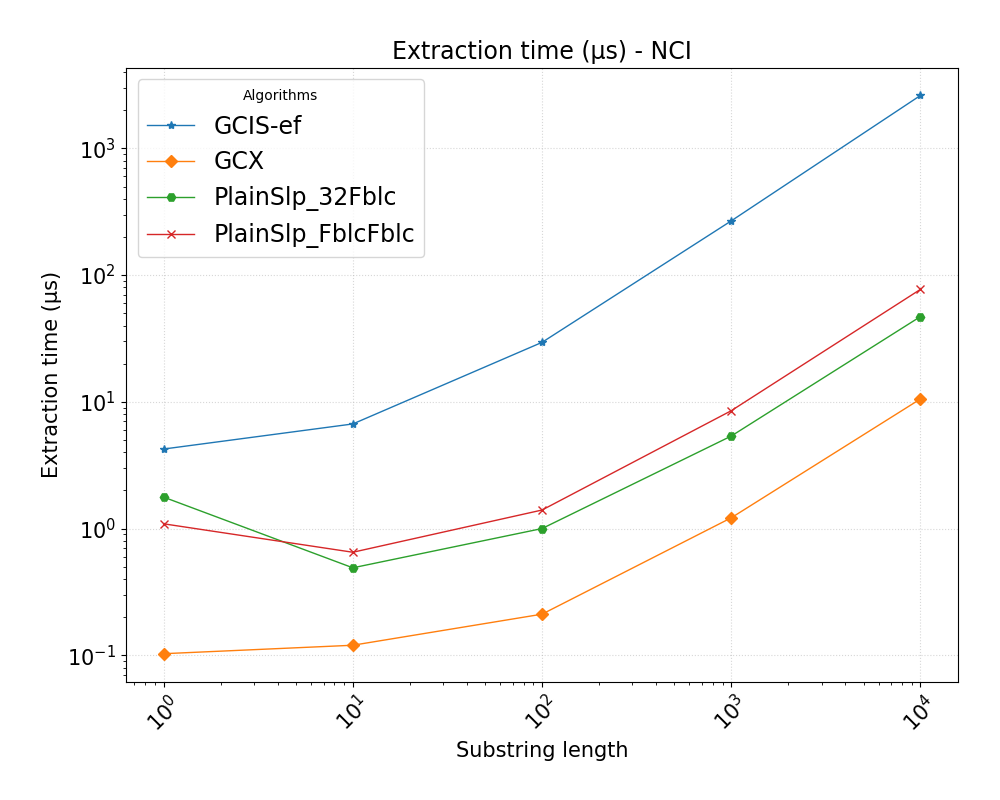 Extraction time (µs) - NCI
Algorithms
GCIS-ef
GCX
PlainSlp_32Fblc
PlainSlp_FblcFblc
Extraction time (µs)
10³
10²
10¹
10⁰
10⁻¹
10⁰ 10¹ 10² 10³ 10⁴
Substring length